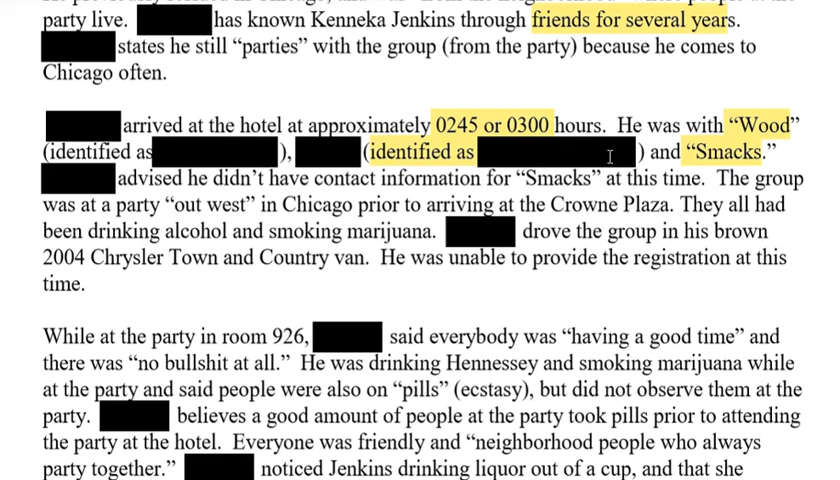 party live. has known Kenneka Jenkins through friends for several years.
states he still “parties” with the group (from the party) because he comes to
Chicago often.
arrived at the hotel at approximately 0245 or 0300 hours. He was with “Wood”
(identified as ), (identified as ) and “Smacks.”
advised he didn’t have contact information for “Smacks” at this time. The group
was at a party “out west” in Chicago prior to arriving at the Crowne Plaza. They all had
been drinking alcohol and smoking marijuana. drove the group in his brown
2004 Chrysler Town and Country van. He was unable to provide the registration at this
time.
While at the party in room 926, said everybody was “having a good time” and
there was “no bullshit at all.” He was drinking Hennessey and smoking marijuana while
at the party and said people were also on “pills” (ecstasy), but did not observe them at the
party. believes a good amount of people at the party took pills prior to attending
the party at the hotel. Everyone was friendly and “neighborhood people who always
party together.” noticed Jenkins drinking liquor out of a cup, and that she